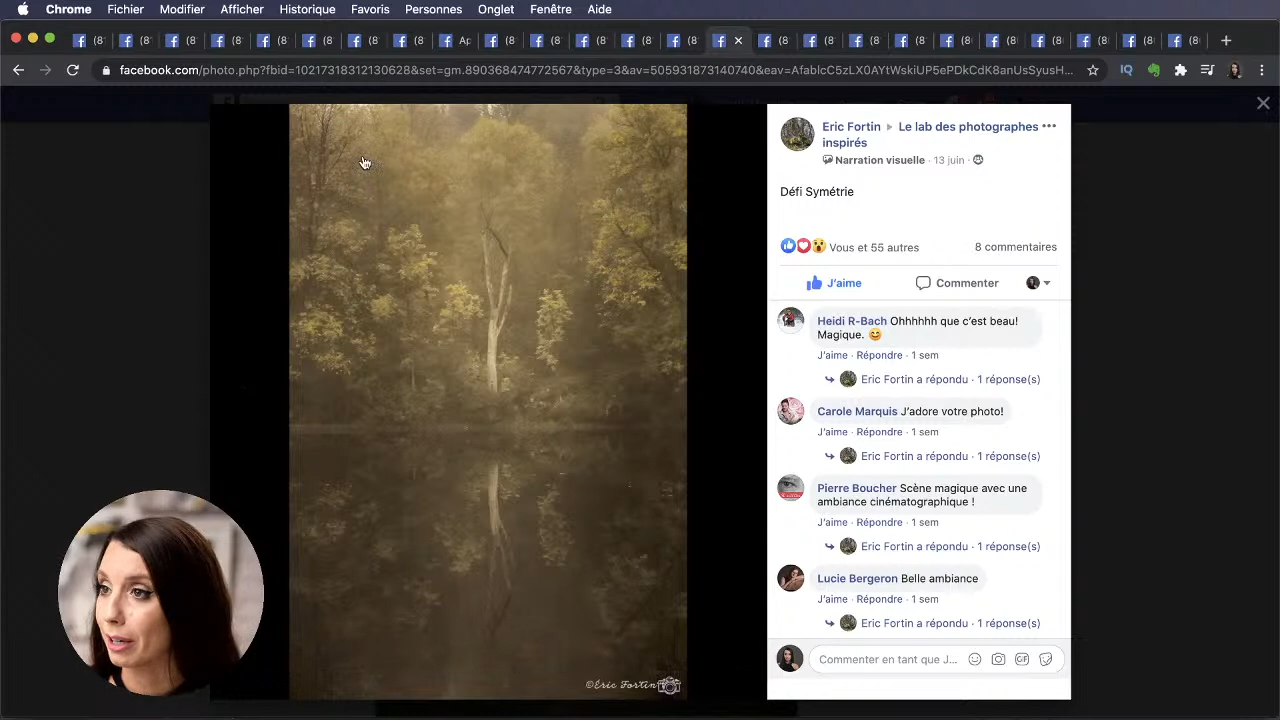 Chrome Fichier Modifier Afficher Historique Favoris Personnes Onglet Fenêtre Aide
facebook.com/photo.php?fbid=10217318312130628&set=gm.890368474772567&type=3&av=505931873140740&eav=AfablcC5zLX0AYtWskiUP5ePDkCdK8anUsSyusH...
Eric Fortin ▸ Le lab des photographes
inspirés
Narration visuelle · 13 juin
Défi Symétrie
Vous et 55 autres 8 commentaires
J'aime Commenter
Heidi R-Bach Ohhhhhh que c'est beau!
Magique.
J'aime · Répondre · 1 sem
Eric Fortin a répondu · 1 réponse(s)
Carole Marquis J'adore votre photo!
J'aime · Répondre · 1 sem
Eric Fortin a répondu · 1 réponse(s)
Pierre Boucher Scène magique avec une
ambiance cinématographique !
J'aime · Répondre · 1 sem
Eric Fortin a répondu · 1 réponse(s)
Lucie Bergeron Belle ambiance
J'aime · Répondre · 1 sem
Eric Fortin a répondu · 1 réponse(s)
Commenter en tant que J...
GIF
©Eric Fortin